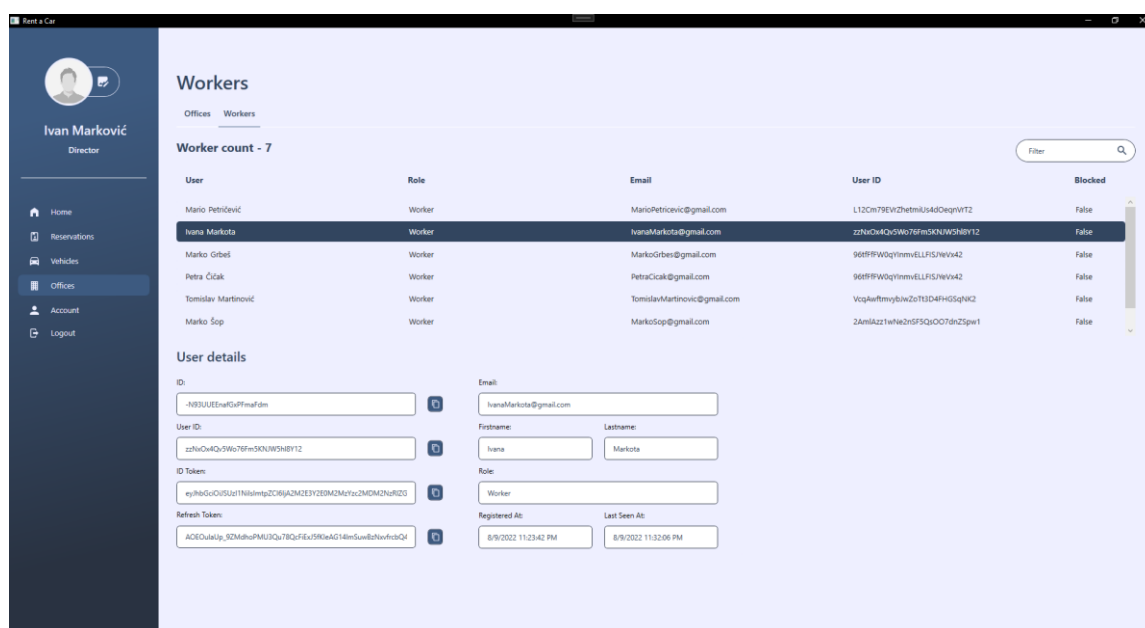 Rent a Car
Ivan Marković
Director
Home
Reservations
Vehicles
Offices
Account
Logout
Workers
Offices Workers
Worker count - 7
Filter
User Role Email User ID Blocked
Mario Petričević Worker MarioPetricevic@gmail.com L12Cm79EVrZhetmiUs4dOeqnVrT2 False
Ivana Markota Worker IvanaMarkota@gmail.com zzNxOx4Qv5Wo76Fm5KNJW5hl8Y12 False
Marko Grbeš Worker MarkoGrbes@gmail.com False
Petra Čičak Worker PetraCicak@gmail.com False
Tomislav Martinović Worker TomislavMartinovic@gmail.com False
Marko Šop Worker MarkoSop@gmail.com False
User details
ID: Email:
IvanaMarkota@gmail.com
User ID: Firstname: Lastname:
zzNxOx4Qv5Wo76Fm5KNJW5hl8Y12 Ivana Markota
ID Token: Role:
Worker
Refresh Token: Registered At: Last Seen At:
8/9/2022 11:23:42 PM 8/9/2022 11:32:06 PM